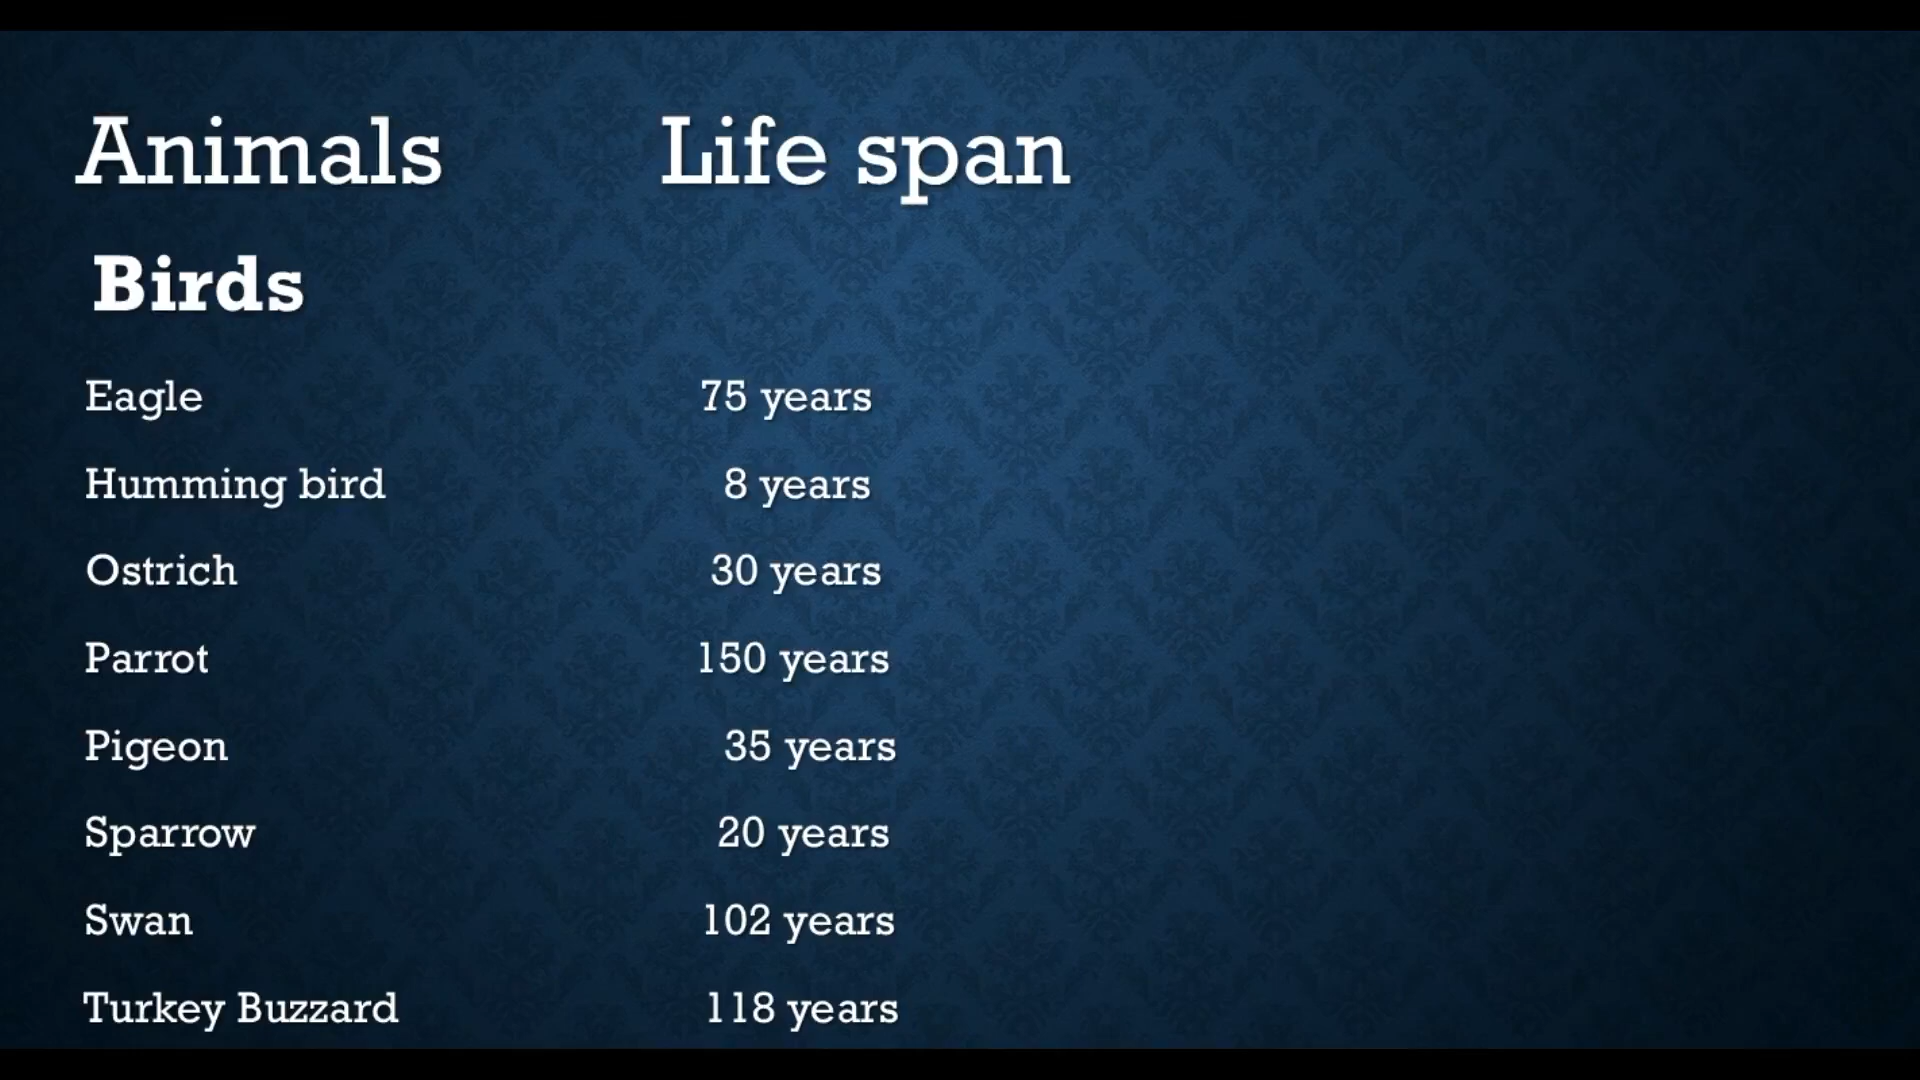 Animals Life span
Birds
Eagle 75 years
Humming bird 8 years
Ostrich 30 years
Parrot 150 years
Pigeon 35 years
Sparrow 20 years
Swan 102 years
Turkey Buzzard 118 years